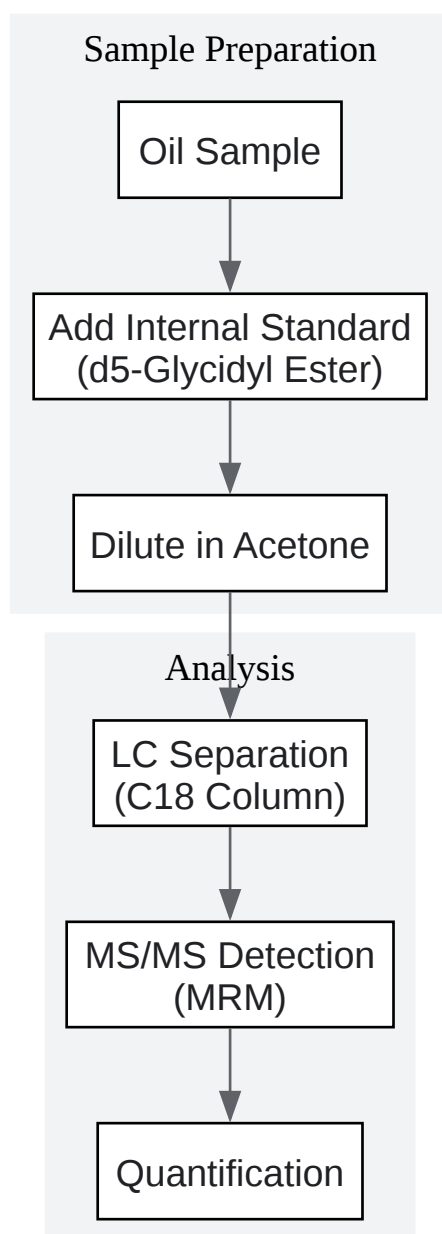 Sample Preparation
Oil Sample
Add Internal Standard
(d5-Glycidyl Ester)
Dilute in Acetone
Analysis
LC Separation
(C18 Column)
MS/MS Detection
(MRM)
Quantification